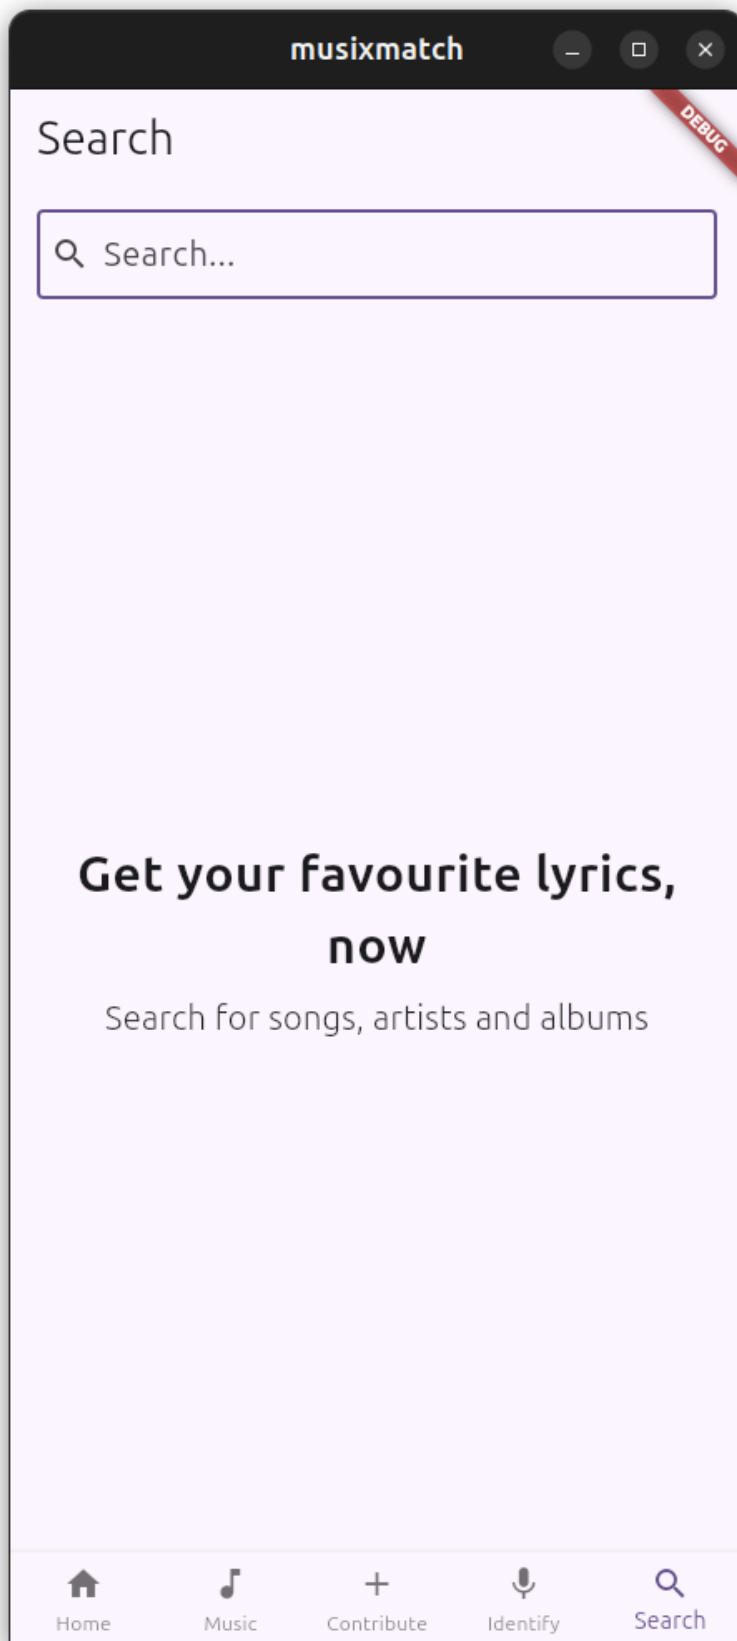 musixmatch
DEBUG
Search
Search...
Get your favourite lyrics,
now
Search for songs, artists and albums
Home
Music
Contribute
Identify
Search